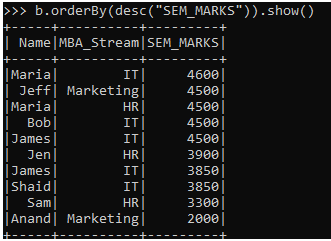 >>> b.orderBy(desc("SEM_MARKS")).show()
+-----+----------+---------+
| Name|MBA_Stream|SEM_MARKS|
+-----+----------+---------+
|Maria|        IT|     4600|
| Jeff| Marketing|     4500|
|Maria|        HR|     4500|
|  Bob|        IT|     4500|
|James|        IT|     4500|
|  Jen|        HR|     3900|
|James|        IT|     3850|
|Shaid|        IT|     3850|
|  Sam|        HR|     3300|
|Anand| Marketing|     2000|
+-----+----------+---------+